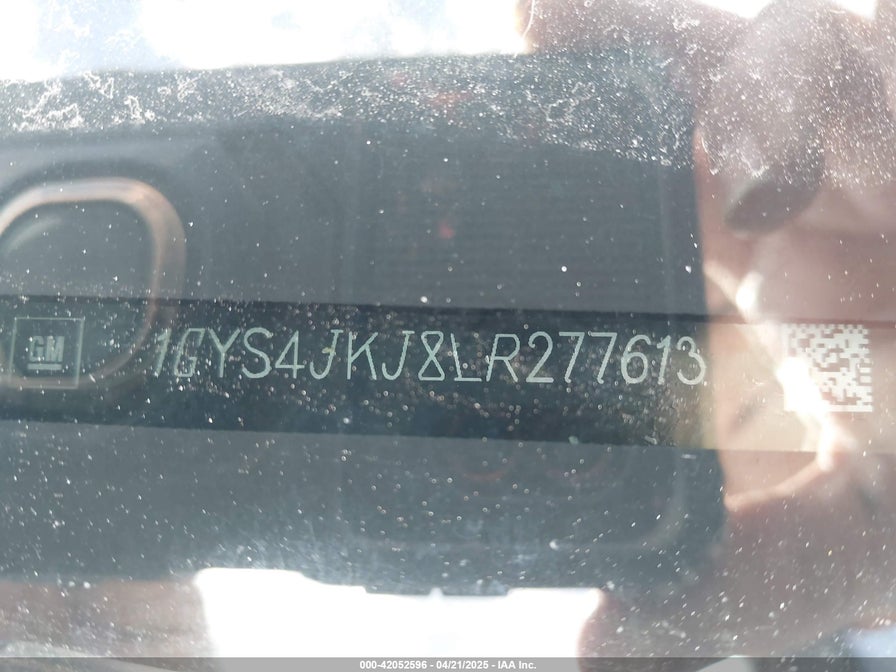 GM 1GYS4JKJ8LR277613
000-42052596 - 04/21/2025 - IAA Inc.